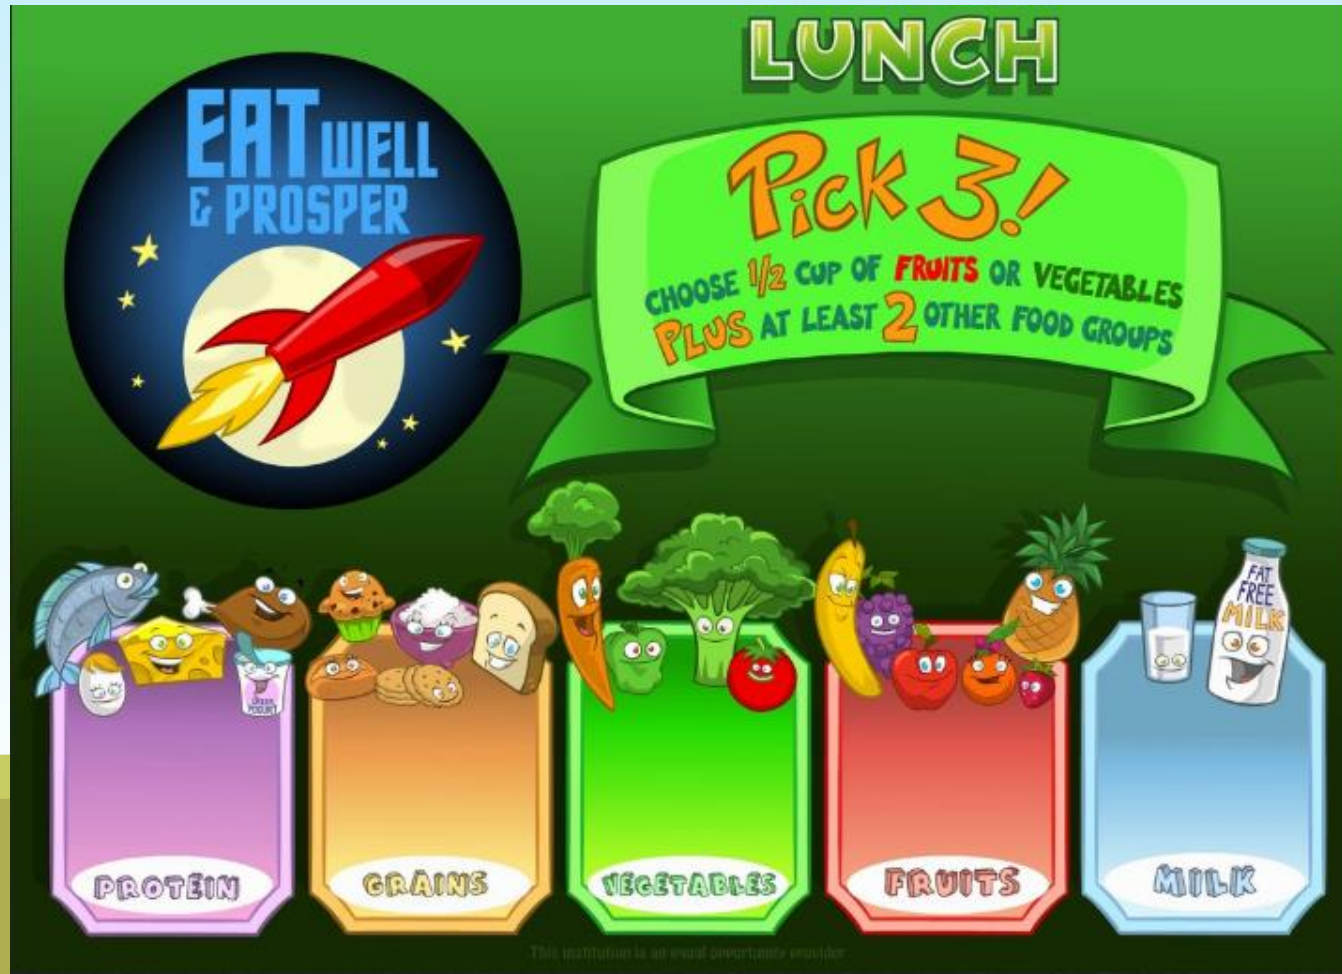 LUNCH
EAT WELL
& PROSPER
Pick 3!
CHOOSE 1/2 CUP OF FRUITS OR VEGETABLES
PLUS AT LEAST 2 OTHER FOOD GROUPS
FAT
FREE
MILK
YOGURT
PROTEIN
GRAINS
VEGETABLES
FRUITS
MILK
This institution is an equal opportunity provider